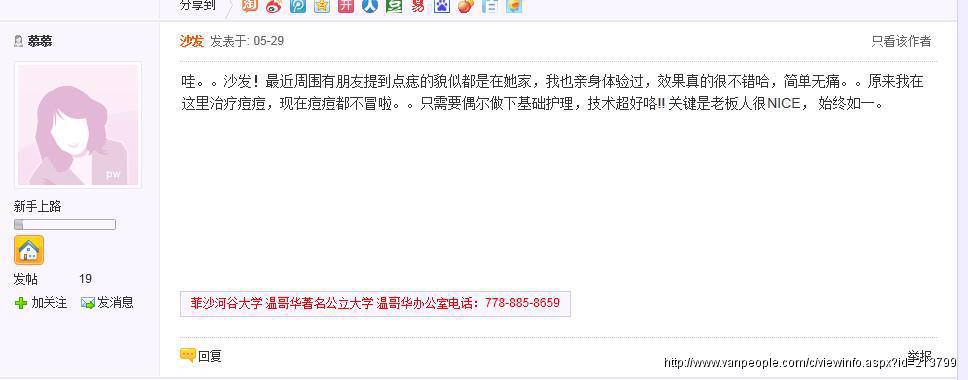 分享到
慕慕
沙发 发表于: 05-29
只看该作者
哇。。沙发！最近周围有朋友提到点痣的貌似都是在她家，我也亲身体验过，效果真的很不错哈，简单无痛。。原来我在
这里治疗痘痘，现在痘痘都不冒啦。。只需要偶尔做下基础护理，技术超好咯!! 关键是老板人很NICE， 始终如一。
pw
新手上路
发帖 19
加关注 发消息
菲沙河谷大学 温哥华著名公立大学 温哥华办公室电话：778-885-8659
回复
举报
http://www.vanpeople.com/c/viewinfo.aspx?id=213799